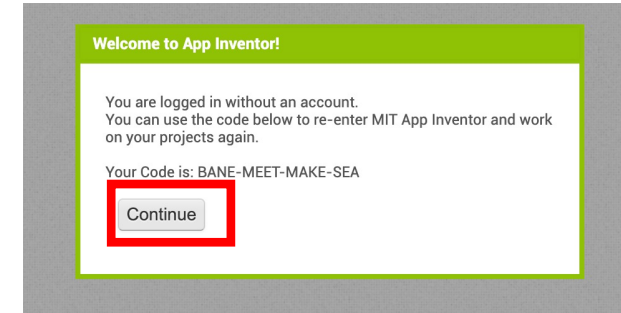 Welcome to App Inventor!
You are logged in without an account.
You can use the code below to re-enter MIT App Inventor and work
on your projects again.
Your Code is: BANE-MEET-MAKE-SEA
Continue